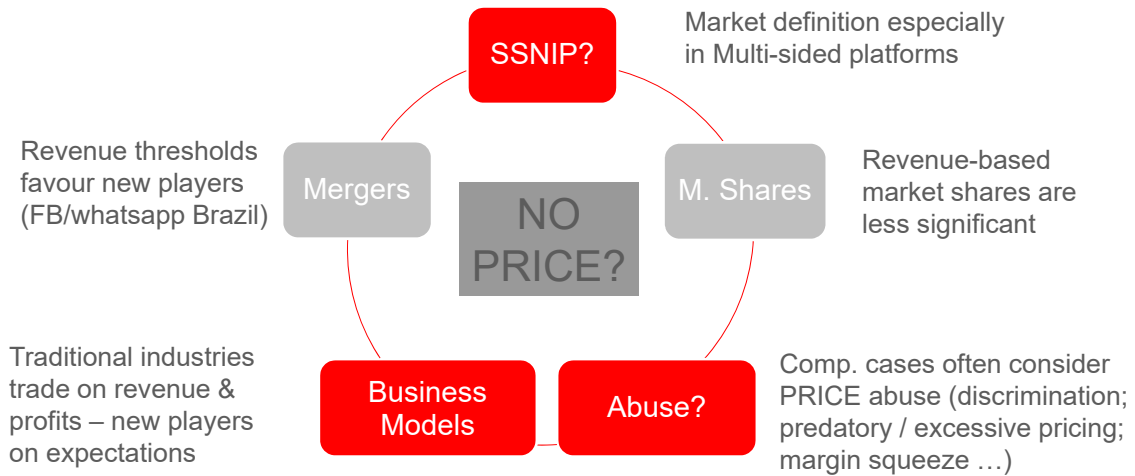 SSNIP?
Market definition especially
in Multi-sided platforms
Revenue thresholds
favour new players
(FB/whatsapp Brazil)
Mergers
NO
PRICE?
M. Shares
Revenue-based
market shares are
less significant
Traditional industries
trade on revenue &
profits – new players
on expectations
Business
Models
Abuse?
Comp. cases often consider
PRICE abuse (discrimination;
predatory / excessive pricing;
margin squeeze …)